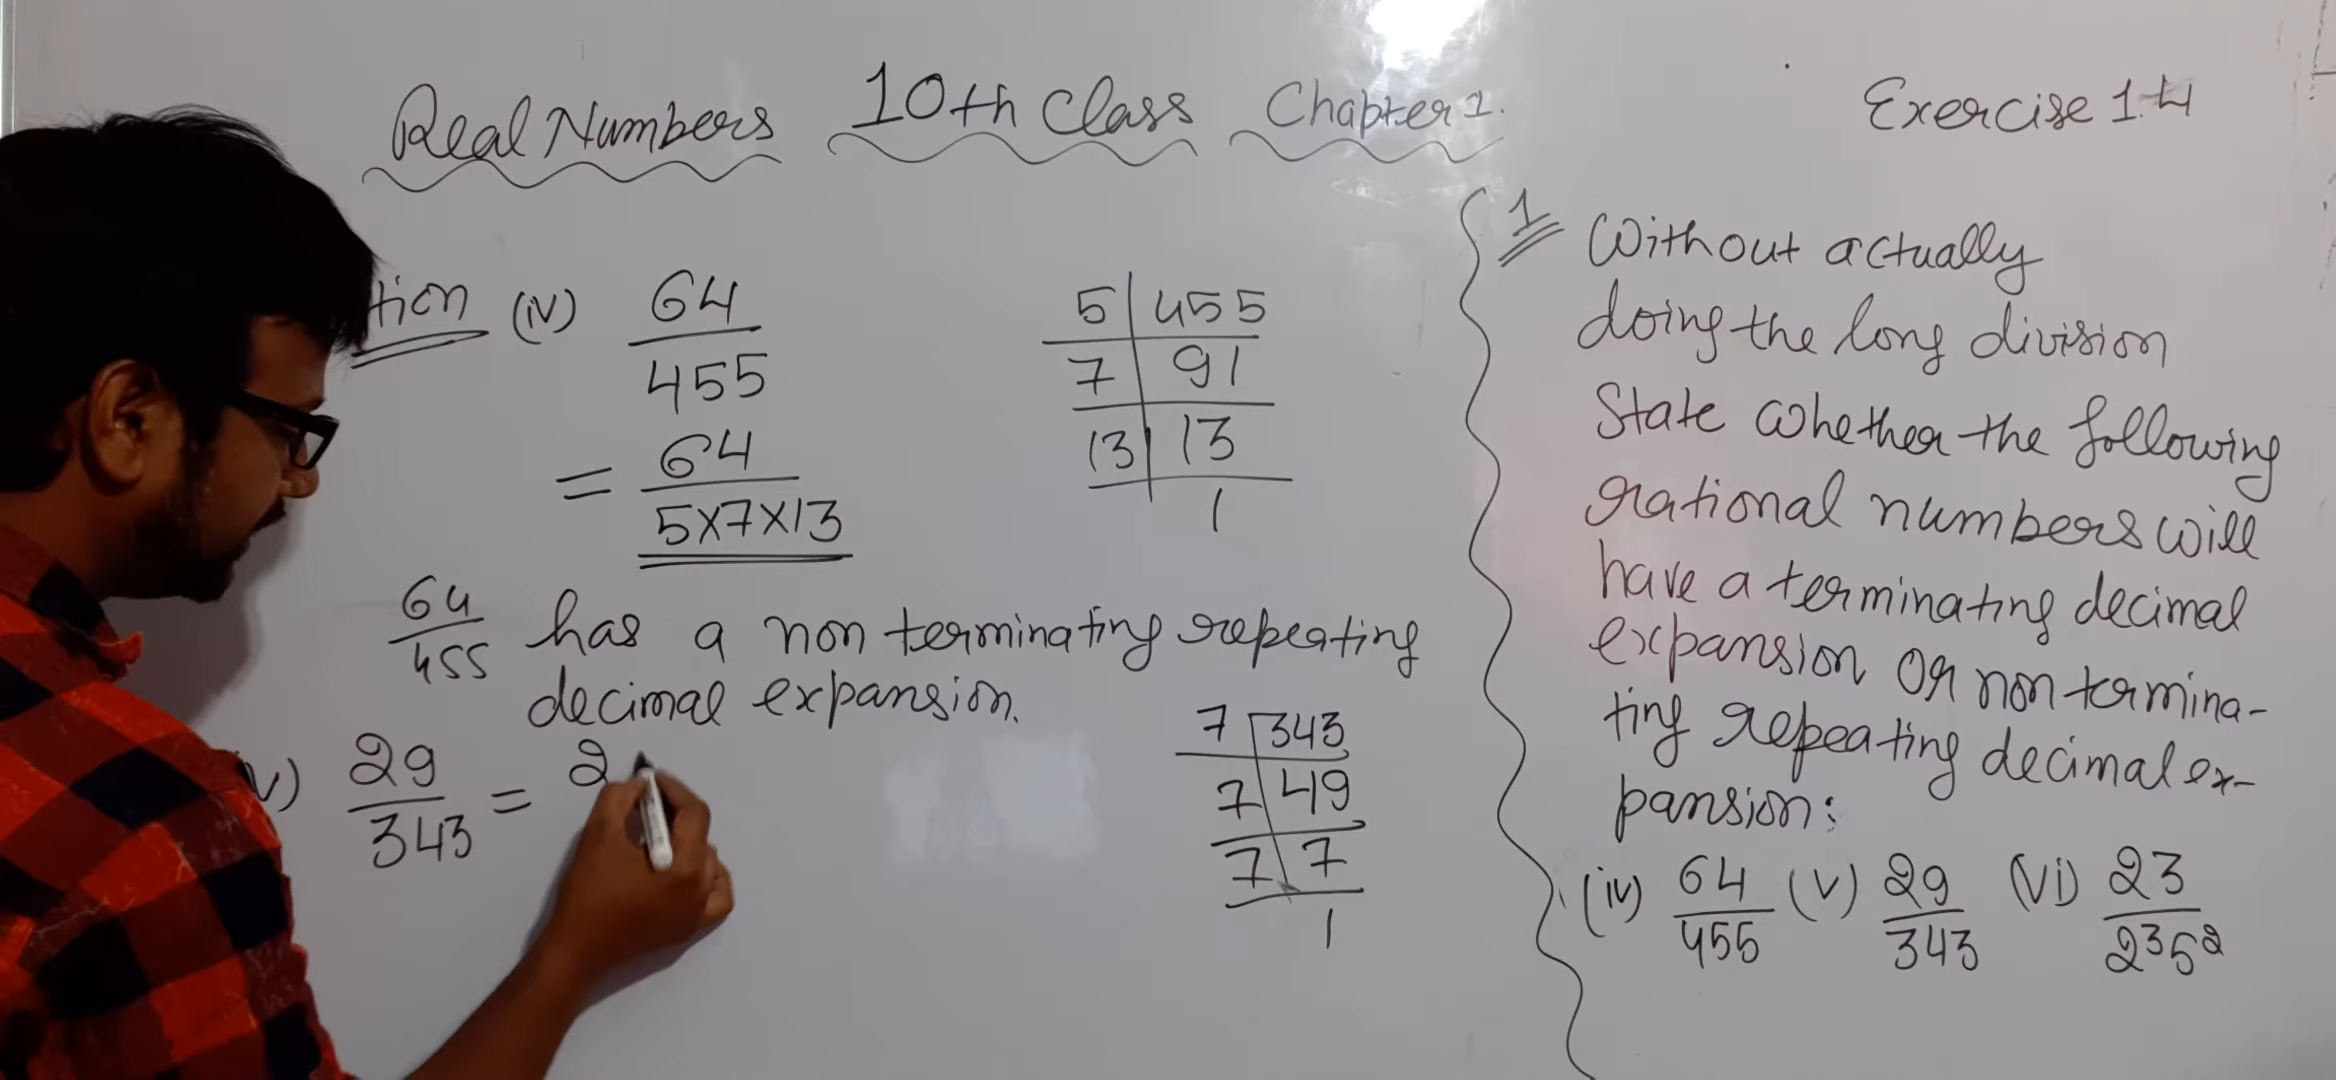 Real Numbers 10th Class Chapter 1. Exercise 1.4
tion (iv) 64/455
= 64/5×7×13
5 | 455
7 | 91
13 | 13
1
64/455 has a non terminating repeating
decimal expansion.
v) 29/343 = 2
7 | 343
7 | 49
7 | 7
1
1 Without actually
doing the long division
State whether the following
rational numbers will
have a terminating decimal
expansion or non termina-
ting repeating decimal ex-
pansion:
(iv) 64/455 (v) 29/343 (vi) 23/2³5²